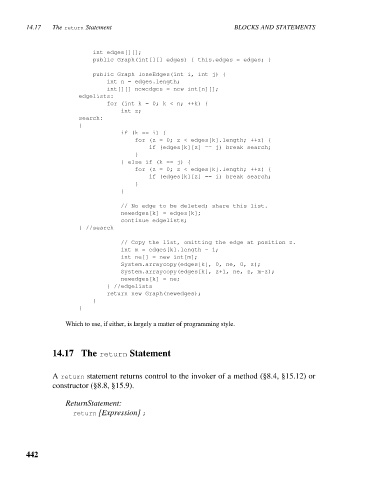 14.17 The return Statement BLOCKS AND STATEMENTS
int edges[][];
public Graph(int[][] edges) { this.edges = edges; }
public Graph loseEdges(int i, int j) {
int n = edges.length;
int[][] newedges = new int[n][];
edgelists:
for (int k = 0; k < n; ++k) {
int z;
search:
{
if (k == i) {
for (z = 0; z < edges[k].length; ++z) {
if (edges[k][z] == j) break search;
}
} else if (k == j) {
for (z = 0; z < edges[k].length; ++z) {
if (edges[k][z] == i) break search;
}
}
// No edge to be deleted; share this list.
newedges[k] = edges[k];
continue edgelists;
} //search
// Copy the list, omitting the edge at position z.
int m = edges[k].length - 1;
int ne[] = new int[m];
System.arraycopy(edges[k], 0, ne, 0, z);
System.arraycopy(edges[k], z+1, ne, z, m-z);
newedges[k] = ne;
} //edgelists
return new Graph(newedges);
}
}
Which to use, if either, is largely a matter of programming style.
14.17 The return Statement
A return statement returns control to the invoker of a method (§8.4, §15.12) or
constructor (§8.8, §15.9).
ReturnStatement:
return [Expression] ;
442